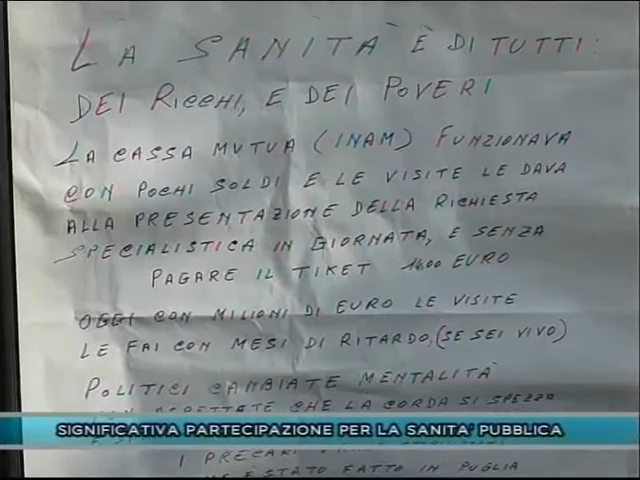 LA SANITÀ È DI TUTTI:
DEI RICCHI, E DEI POVERI
LA CASSA MUTUA (INAM) FUNZIONAVA
CON POCHI SOLDI E LE VISITE LE DAVA
ALLA PRESENTAZIONE DELLA RICHIESTA
SPECIALISTICA IN GIORNATA, E SENZA
PAGARE IL TIKET EURO
OGGI CON MILIONI DI EURO LE VISITE
LE FAI CON MESI DI RITARDO, (SE SEI VIVO)
POLITICI CAMBIATE MENTALITÀ
ASPETTATE CHE LA CORDA SI SPEZZA
SIGNIFICATIVA PARTECIPAZIONE PER LA SANITA' PUBBLICA
I PRECARI
E STATO FATTO IN PUGLIA